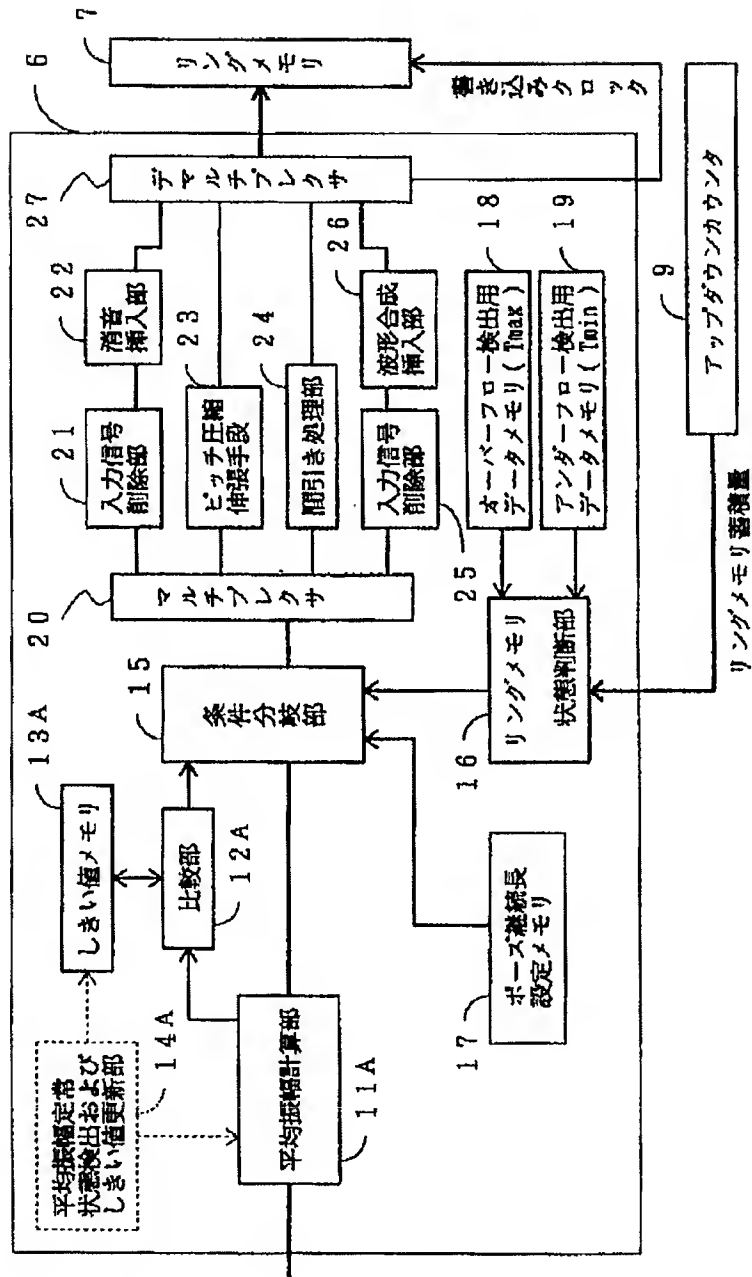 平均振幅定常
状態検出および
しきい値更新部
14A
しきい値メモリ
13A
比較部
12A
平均振幅計算部
11A
条件分岐部
15
ポーズ継続長
設定メモリ
17
リングメモリ
状態判断部
16
マルチプレクサ
20
入力信号
削除部
21
消音
挿入部
22
ピッチ圧縮
伸張手段
23
間引き処理部
24
入力信号
削除部
25
波形合成
挿入部
26
デマルチプレクサ
27
オーバーフロー検出用
データメモリ(Tmax)
18
アンダーフロー検出用
データメモリ(Tmin)
19
6
リングメモリ
7
書き込みクロック
アップダウンカウンタ
9
リングメモリ蓄積量